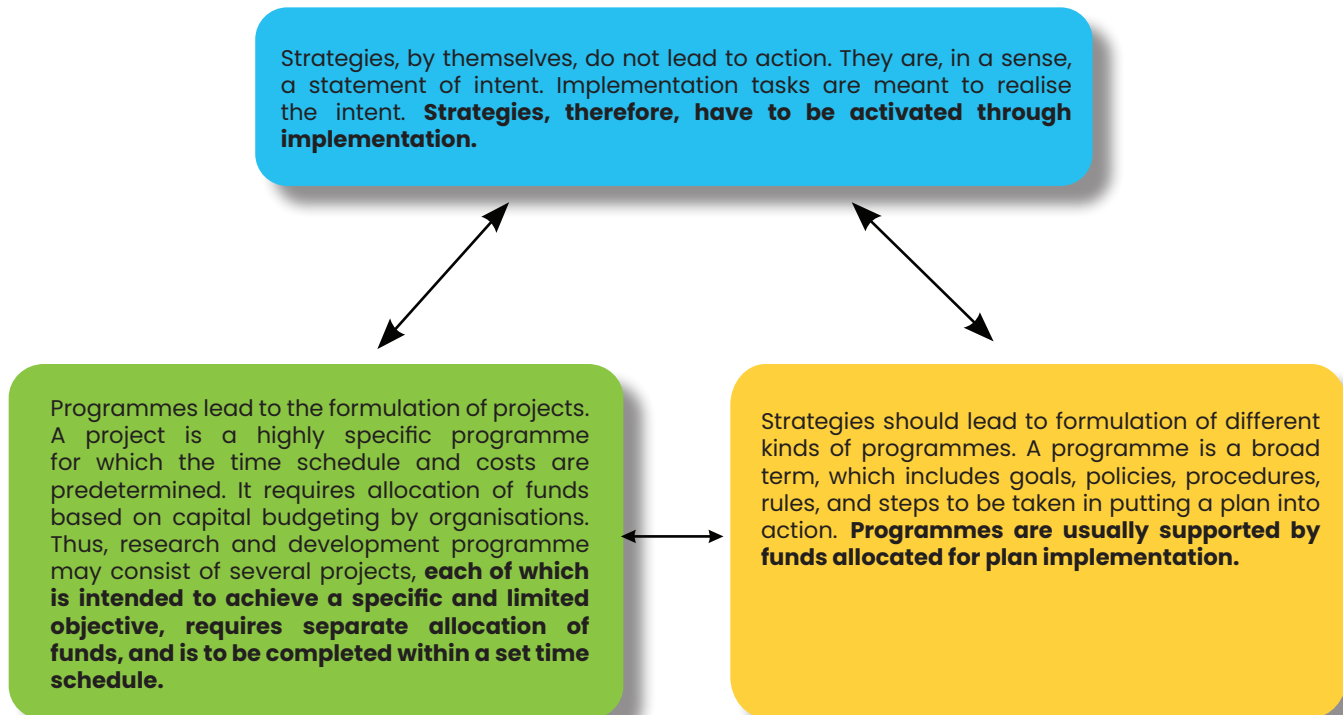 Strategies, by themselves, do not lead to action. They are, in a sense,
a statement of intent. Implementation tasks are meant to realise
the intent. Strategies, therefore, have to be activated through
implementation.
Programmes lead to the formulation of projects.
A project is a highly specific programme
for which the time schedule and costs are
predetermined. It requires allocation of funds
based on capital budgeting by organisations.
Thus, research and development programme
may consist of several projects, each of which
is intended to achieve a specific and limited
objective, requires separate allocation of
funds, and is to be completed within a set time
schedule.
Strategies should lead to formulation of different
kinds of programmes. A programme is a broad
term, which includes goals, policies, procedures,
rules, and steps to be taken in putting a plan into
action. Programmes are usually supported by
funds allocated for plan implementation.